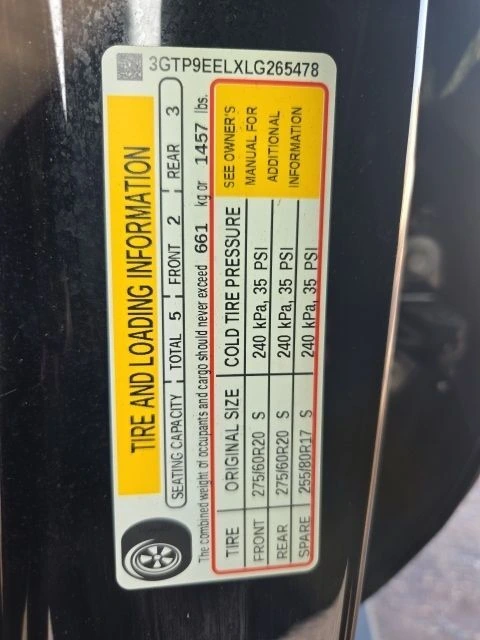 3GTP9EELXLG265478
TIRE AND LOADING INFORMATION
SEATING CAPACITY TOTAL 5 FRONT 2 REAR 3
The combined weight of occupants and cargo should never exceed 661 kg or 1457 lbs.
TIRE ORIGINAL SIZE COLD TIRE PRESSURE
FRONT 275/60R20 S 240 kPa, 35 PSI
REAR 275/60R20 S 240 kPa, 35 PSI
SPARE 255/80R17 S 240 kPa, 35 PSI
SEE OWNER'S
MANUAL FOR
ADDITIONAL
INFORMATION